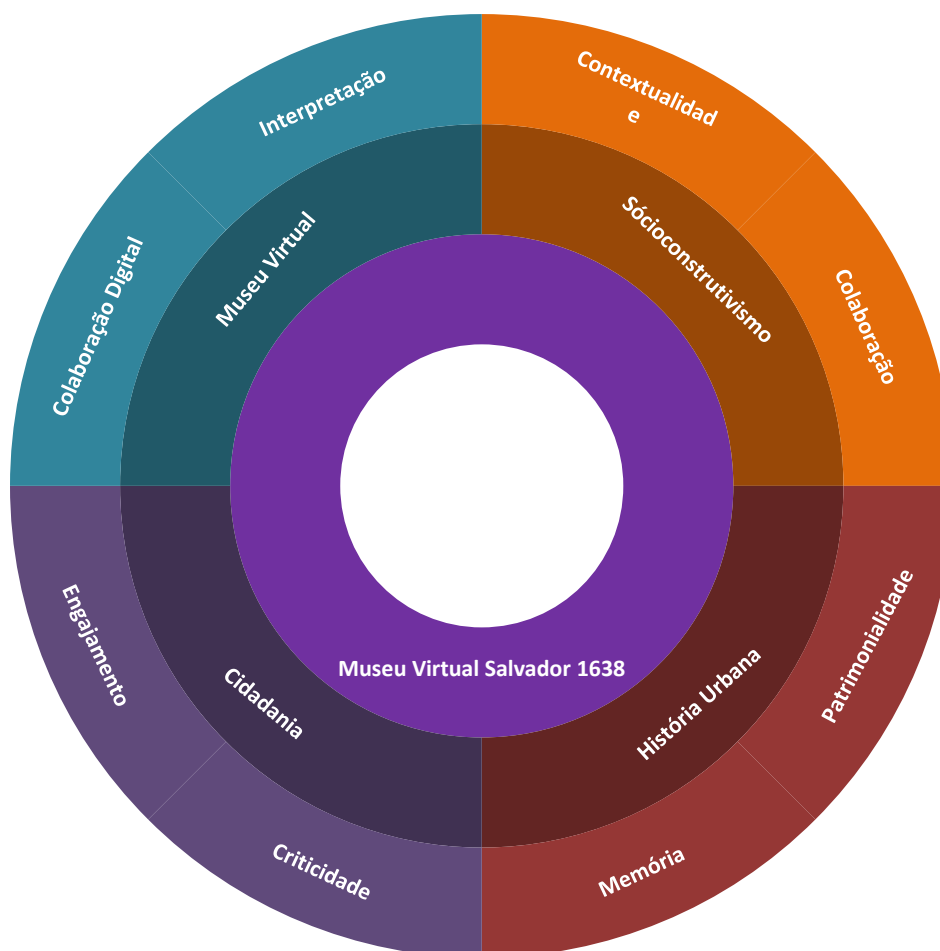 Interpretação
Contextualidad
e
Colaboração Digital
Museu Virtual
Sócioconstrutivismo
Colaboração
Engajamento
Cidadania
Museu Virtual Salvador 1638
História Urbana
Patrimonialidade
Criticidade
Memória